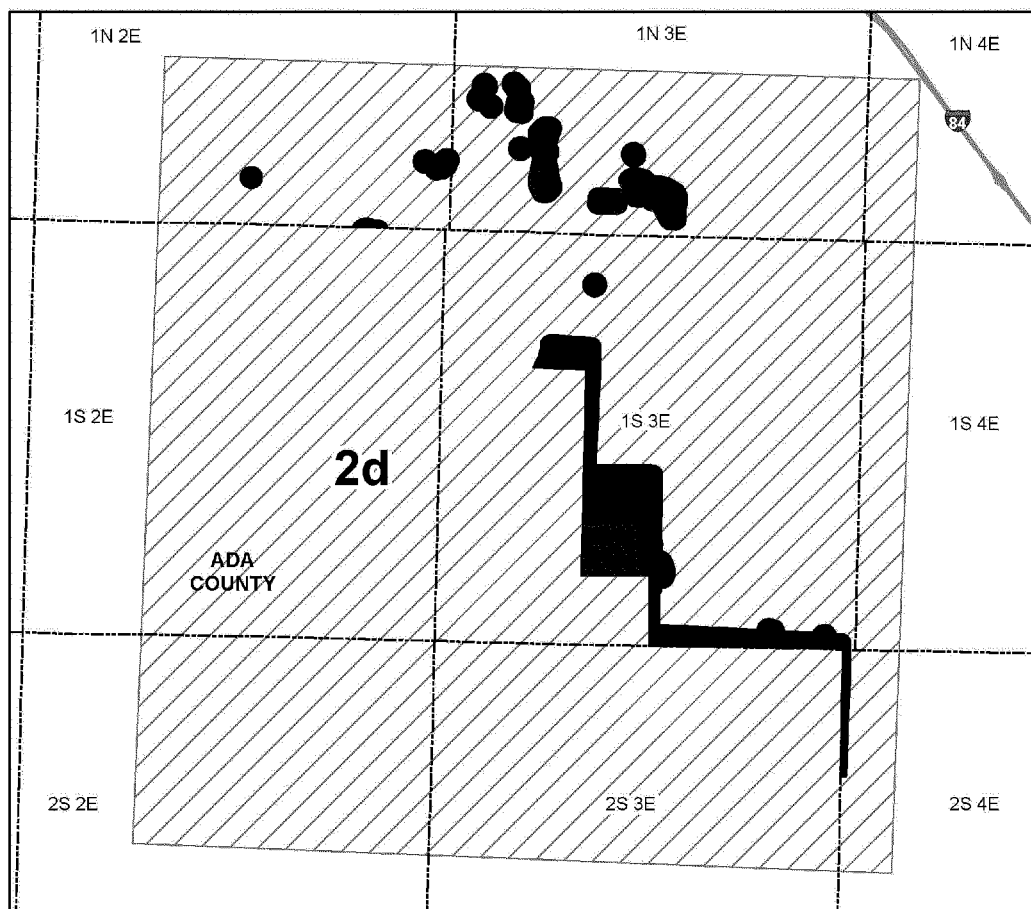 1N 2E
1N 3E
1N 4E
84
1S 2E
1S 3E
1S 4E
2d
ADA
COUNTY
2S 2E
2S 3E
2S 4E